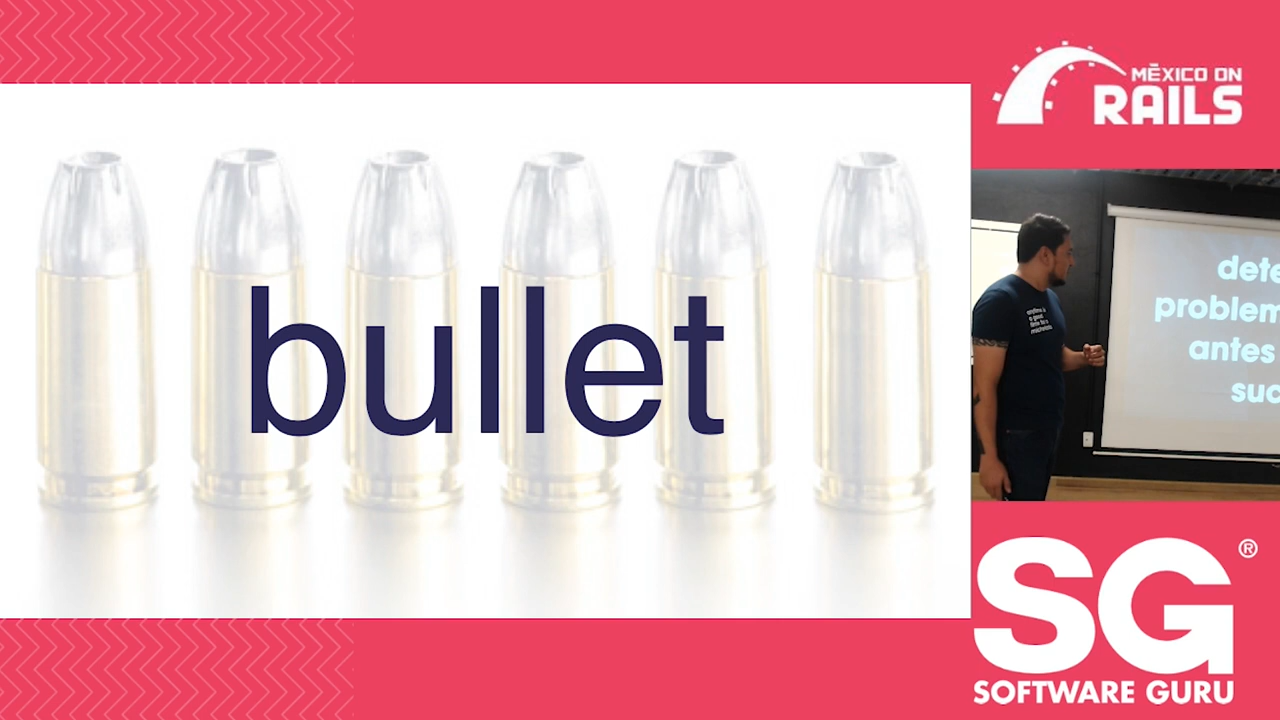 bullet
MÉXICO ON
RAILS
dete
problem
antes
suc
SG®
SOFTWARE GURU